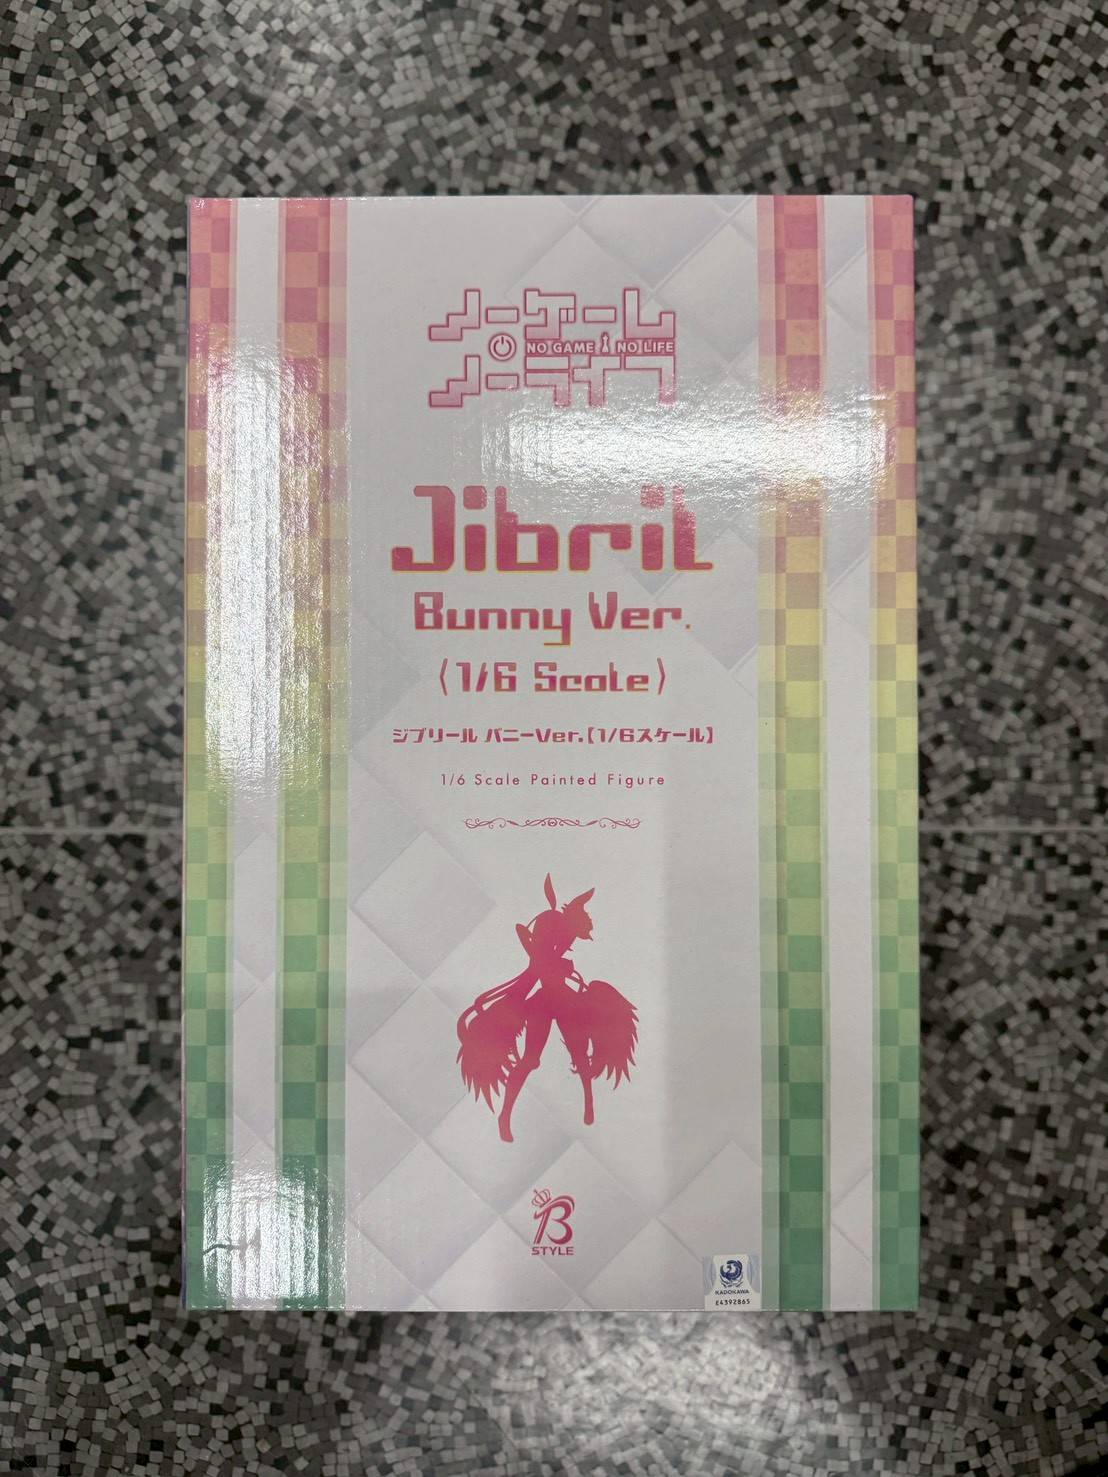 ノーゲーム
NO GAME NO LIFE
ノーライフ
Jibril
Bunny Ver.
(1/6 Scale)
ジブリール バニーVer.【1/6スケール】
1/6 Scale Painted Figure
B
STYLE
KADOKAWA
E4392865